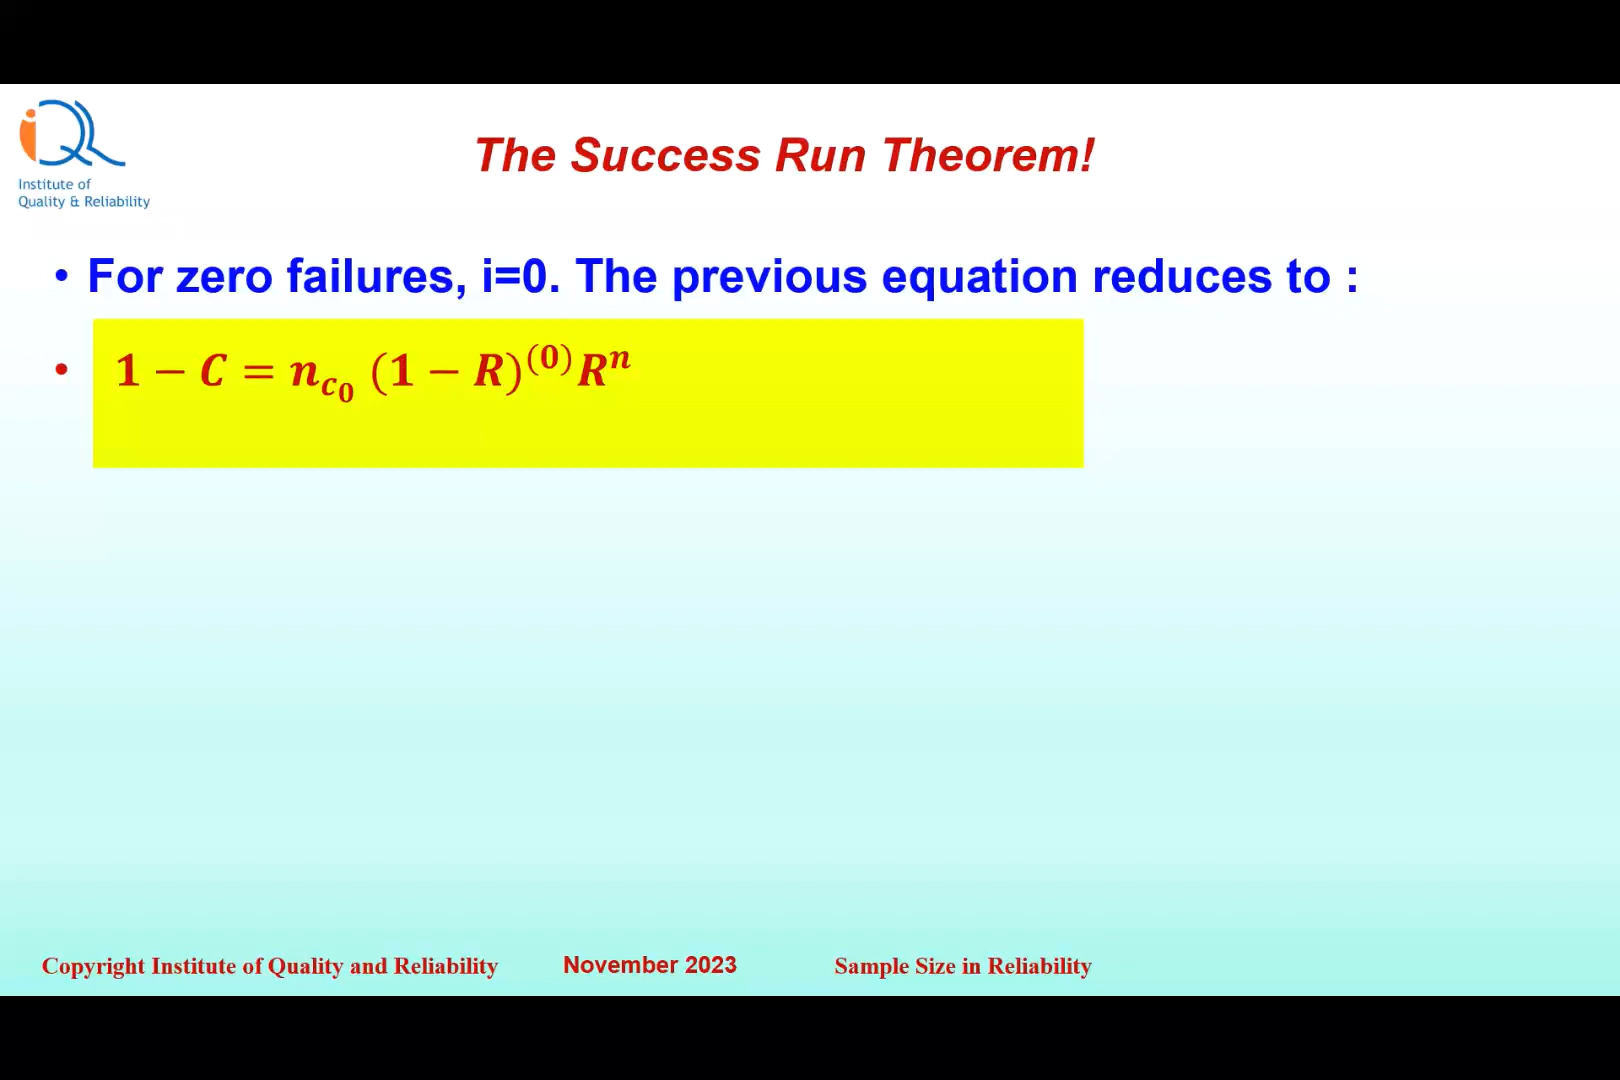 iQ
Institute of
Quality & Reliability
The Success Run Theorem!
• For zero failures, i=0. The previous equation reduces to :
• 1 − C = n_{c_0} (1 − R)^{(0)} R^n
Copyright Institute of Quality and Reliability November 2023 Sample Size in Reliability